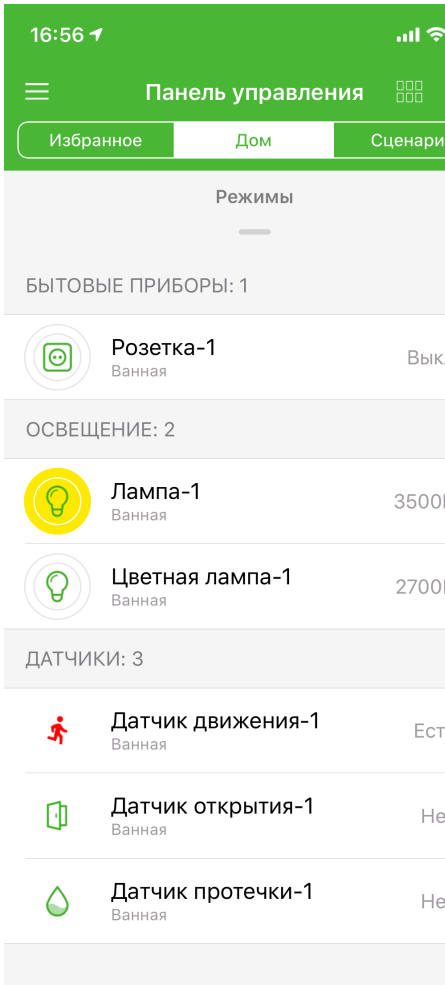 16:56
Панель управления
Избранное Дом Сценари
Режимы
БЫТОВЫЕ ПРИБОРЫ: 1
Розетка-1
Ванная
Выкл
ОСВЕЩЕНИЕ: 2
Лампа-1
Ванная
3500
Цветная лампа-1
Ванная
2700
ДАТЧИКИ: 3
Датчик движения-1
Ванная
Ест
Датчик открытия-1
Ванная
Не
Датчик протечки-1
Ванная
Не